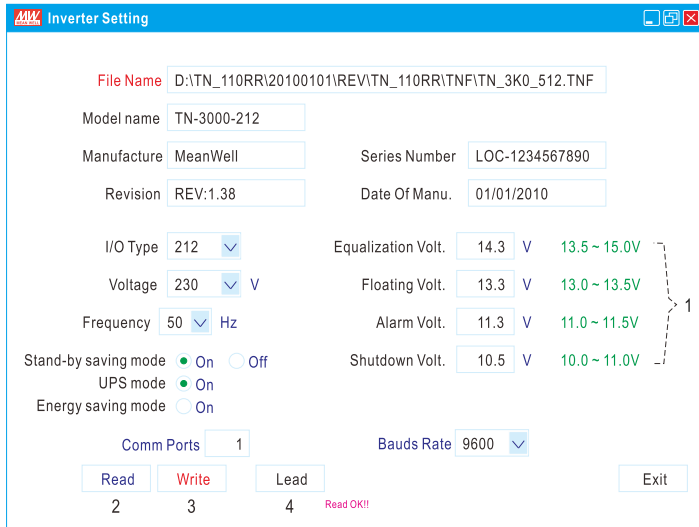 MW MEAN WELL Inverter Setting
File Name D:\TN_110RR\20100101\REV\TN_110RR\TNF\TN_3K0_512.TNF
Model name TN-3000-212
Manufacture MeanWell Series Number LOC-1234567890
Revision REV:1.38 Date Of Manu. 01/01/2010
I/O Type 212 Equalization Volt. 14.3 V 13.5 ~ 15.0V
Voltage 230 V Floating Volt. 13.3 V 13.0 ~ 13.5V
1
Frequency 50 Hz Alarm Volt. 11.3 V 11.0 ~ 11.5V
Stand-by saving mode On Off Shutdown Volt. 10.5 V 10.0 ~ 11.0V
UPS mode On
Energy saving mode On
Comm Ports 1 Bauds Rate 9600
Read Write Lead Exit
2 3 4 Read OK!!